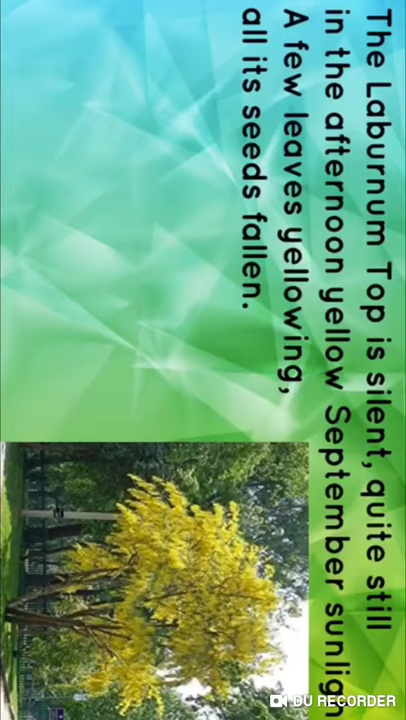 The Laburnum Top is silent, quite still
in the afternoon yellow September sunligh
A few leaves yellowing,
all its seeds fallen.
DU RECORDER